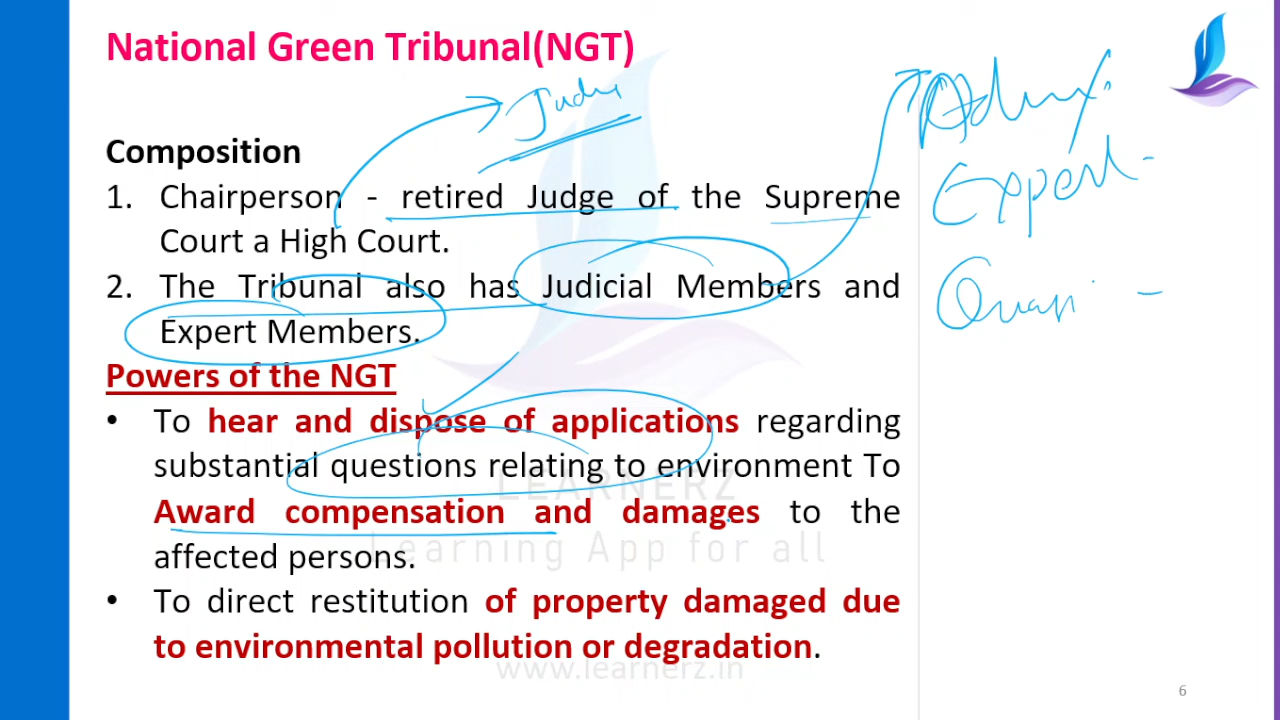 National Green Tribunal(NGT)
Composition
1. Chairperson - retired Judge of the Supreme
Court a High Court.
2. The Tribunal also has Judicial Members and
Expert Members.
Powers of the NGT
• To hear and dispose of applications regarding
substantial questions relating to environment To
Award compensation and damages to the
affected persons.
• To direct restitution of property damaged due
to environmental pollution or degradation.
Expert -
LEARNERZ
Learning App for all
www.learnerz.in
6